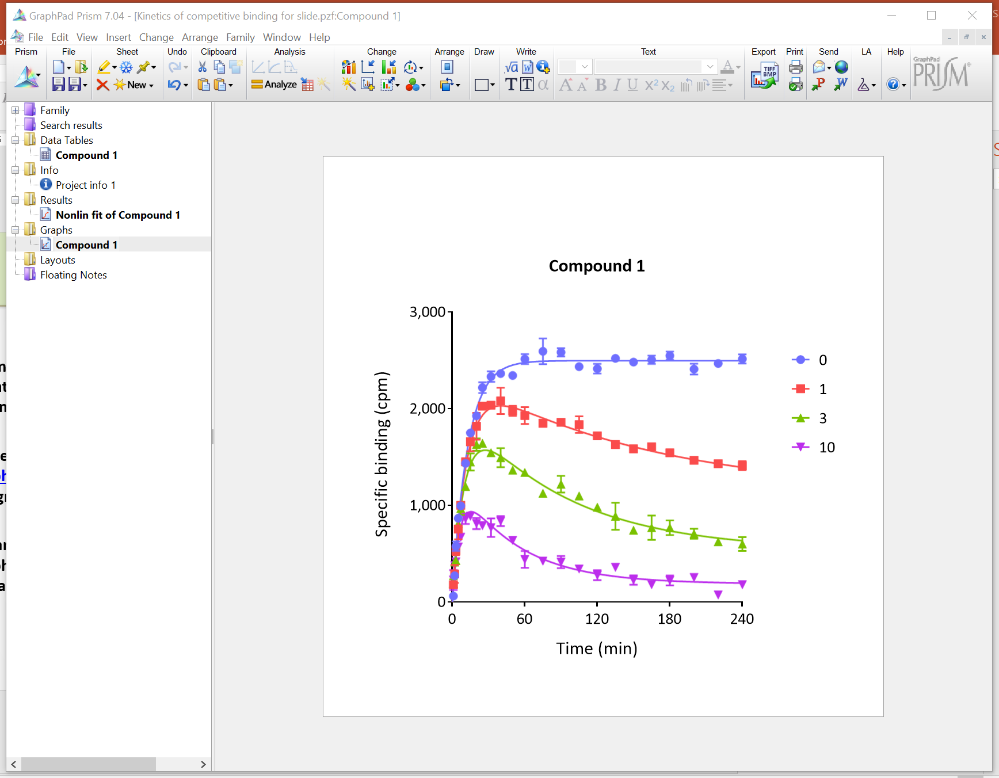 GraphPad Prism 7.04 - [Kinetics of competitive binding for slide.pzf:Compound 1]
File Edit View Insert Change Arrange Family Window Help
Prism File Sheet Undo Clipboard Analysis Change Arrange Draw Write Text Export Print Send LA Help
New
Analyze
TIFF
BMP
GraphPad
PRISM
Family
Search results
Data Tables
Compound 1
Info
Project info 1
Results
Nonlin fit of Compound 1
Graphs
Compound 1
Layouts
Floating Notes
Compound 1
3,000
2,000
1,000
0
Specific binding (cpm)
0 60 120 180 240
Time (min)
0
1
3
10